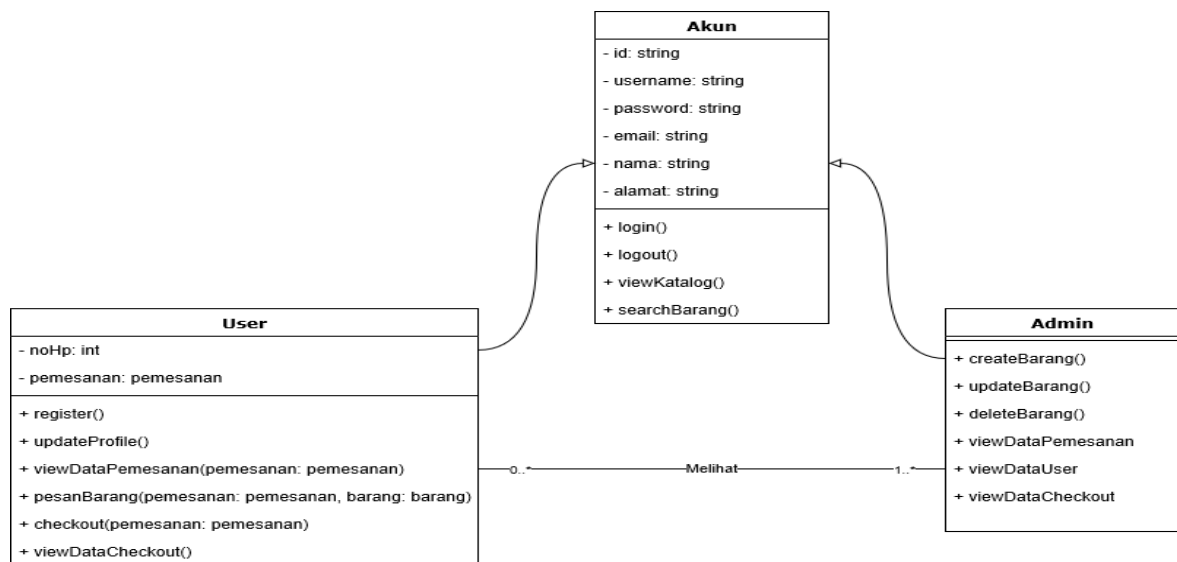 Akun
- id: string
- username: string
- password: string
- email: string
- nama: string
- alamat: string
+ login()
+ logout()
+ viewKatalog()
+ searchBarang()
User
- noHp: int
- pemesanan: pemesanan
+ register()
+ updateProfile()
+ viewDataPemesanan(pemesanan: pemesanan)
+ pesanBarang(pemesanan: pemesanan, barang: barang)
+ checkout(pemesanan: pemesanan)
+ viewDataCheckout()
0..* Melihat 1..*
Admin
+ createBarang()
+ updateBarang()
+ deleteBarang()
+ viewDataPemesanan
+ viewDataUser
+ viewDataCheckout